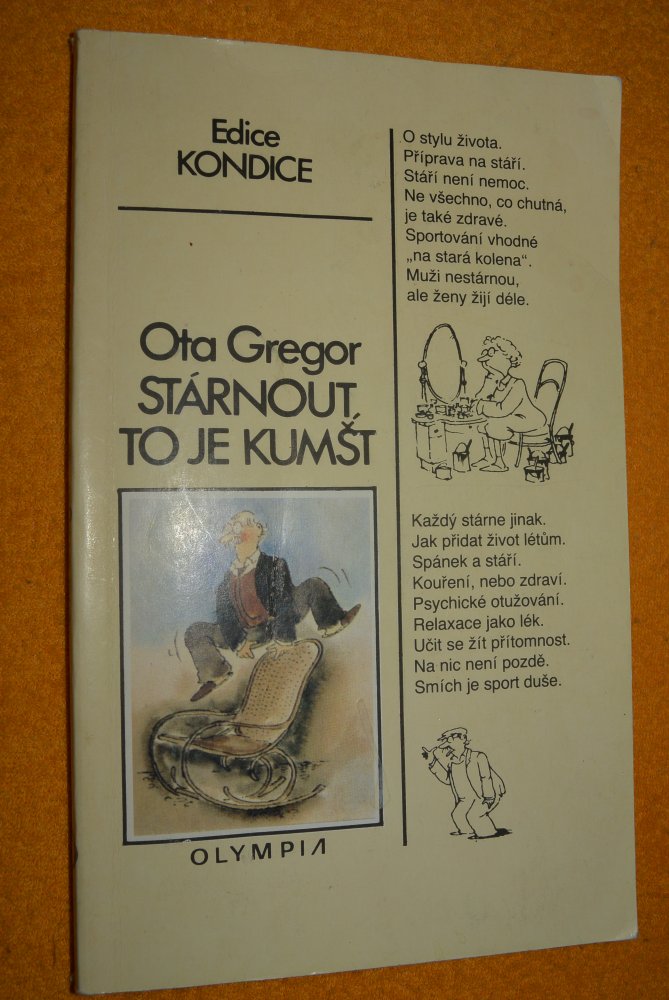 Edice
KONDICE
Ota Gregor
STÁRNOUT,
TO JE KUMŠT
OLYMPIA
O stylu života.
Příprava na stáří.
Stáří není nemoc.
Ne všechno, co chutná,
je také zdravé.
Sportování vhodné
„na stará kolena“.
Muži nestárnou,
ale ženy žijí déle.
Každý stárne jinak.
Jak přidat život létům.
Spánek a stáří.
Kouření, nebo zdraví.
Psychické otužování.
Relaxace jako lék.
Učit se žít přítomnost.
Na nic není pozdě.
Smích je sport duše.